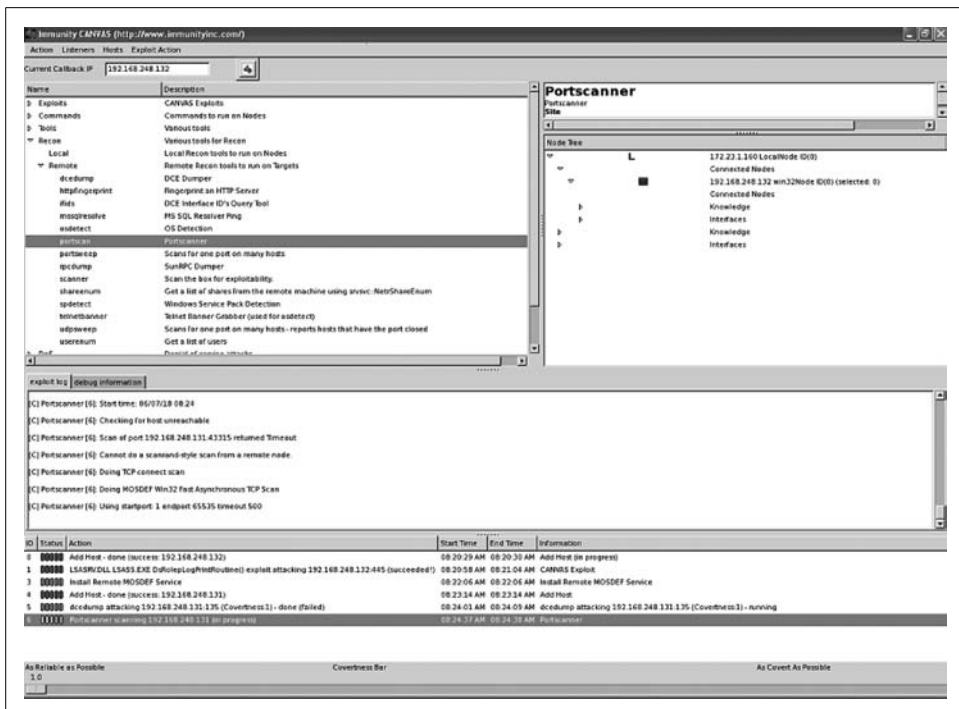 Immunity CANVAS (http://www.immunityinc.com/)
Action Listeners Hosts Exploit Action
Current Callback IP 192.168.248.132
Name Description
Exploits CANVAS Exploits
Commands Commands to run on Nodes
Tools Various tools
Recon Various tools for Recon
Local Local Recon tools to run on Nodes
Remote Remote Recon tools to run on Targets
dcedump DCE Dumper
httpfingerprint Fingerprint an HTTP Server
ifids DCE Interface ID's Query Tool
mssqlresolve MS SQL Resolver Ping
osdetect OS Detection
portscan Portscanner
portsweep Scans for one port on many hosts
rpcdump SunRPC Dumper
scanner Scan the box for exploitability.
shareenum Get a list of shares from the remote machine using srvsvc::NetrShareEnum
spdetect Windows Service Pack Detection
telnetbanner Telnet Banner Grabber (used for osdetect)
udpsweep Scans for one port on many hosts - reports hosts that have the port closed
userenum Get a list of users
DoS Denial of service attacks
Portscanner
Portscanner
Site
Node Tree
L 172.23.1.160 LocalNode ID(0)
Connected Nodes
192.168.248.132 win32Node ID(0) (selected: 0)
Connected Nodes
Knowledge
Interfaces
Knowledge
Interfaces
exploit log debug information
[C] Portscanner [6]: Start time: 06/07/18 08:24
[C] Portscanner [6]: Checking for host unreachable
[C] Portscanner [6]: Scan of port 192.168.248.131:43315 returned Timeout
[C] Portscanner [6]: Cannot do a scanrand-style scan from a remote node.
[C] Portscanner [6]: Doing TCP connect scan
[C] Portscanner [6]: Doing MOSDEF Win32 Fast Asynchronous TCP Scan
[C] Portscanner [6]: Using startport: 1 endport 65535 timeout 500
ID Status Action Start Time End Time Information
0 Add Host - done (success: 192.168.248.132) 08:20:29 AM 08:20:30 AM Add Host (in progress)
1 LSASRV.DLL LSASS.EXE DsRolepLogPrintRoutine() exploit attacking 192.168.248.132:445 (succeeded!) 08:20:58 AM 08:21:04 AM CANVAS Exploit
3 Install Remote MOSDEF Service 08:22:06 AM 08:22:06 AM Install Remote MOSDEF Service
4 Add Host - done (success: 192.168.248.131) 08:23:14 AM 08:23:14 AM Add Host
5 dcedump attacking 192.168.248.131:135 (Covertness:1) - done (failed) 08:24:01 AM 08:24:09 AM dcedump attacking 192.168.248.131:135 (Covertness:1) - running
6 Portscanner scanning 192.168.248.131 (in progress) 08:24:37 AM 08:24:38 AM Portscanner
As Reliable as Possible Covertness Bar As Covert As Possible
1.0